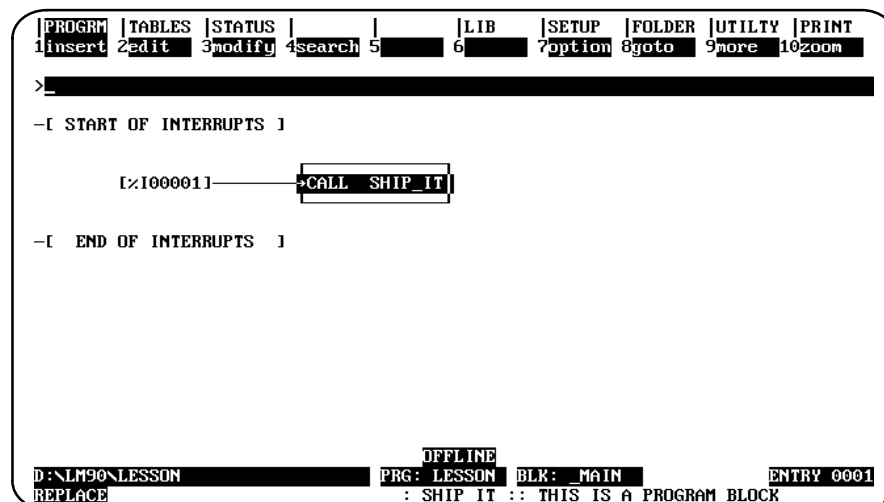 |PROGRM |TABLES |STATUS | | |LIB |SETUP |FOLDER |UTILTY |PRINT
1insert 2edit 3modify 4search 5 6 7option 8goto 9more 10zoom
>_
-[ START OF INTERRUPTS ]
[%I00001] CALL SHIP_IT
-[ END OF INTERRUPTS ]
OFFLINE
D:\LM90\LESSON PRG: LESSON BLK: _MAIN ENTRY 0001
REPLACE : SHIP IT :: THIS IS A PROGRAM BLOCK